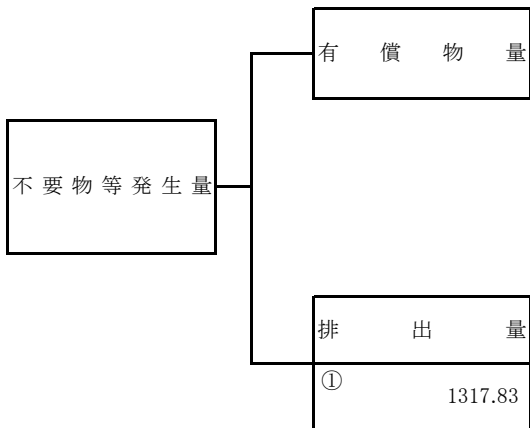 有償物量
不要物等発生量
排出量
①
1317.83